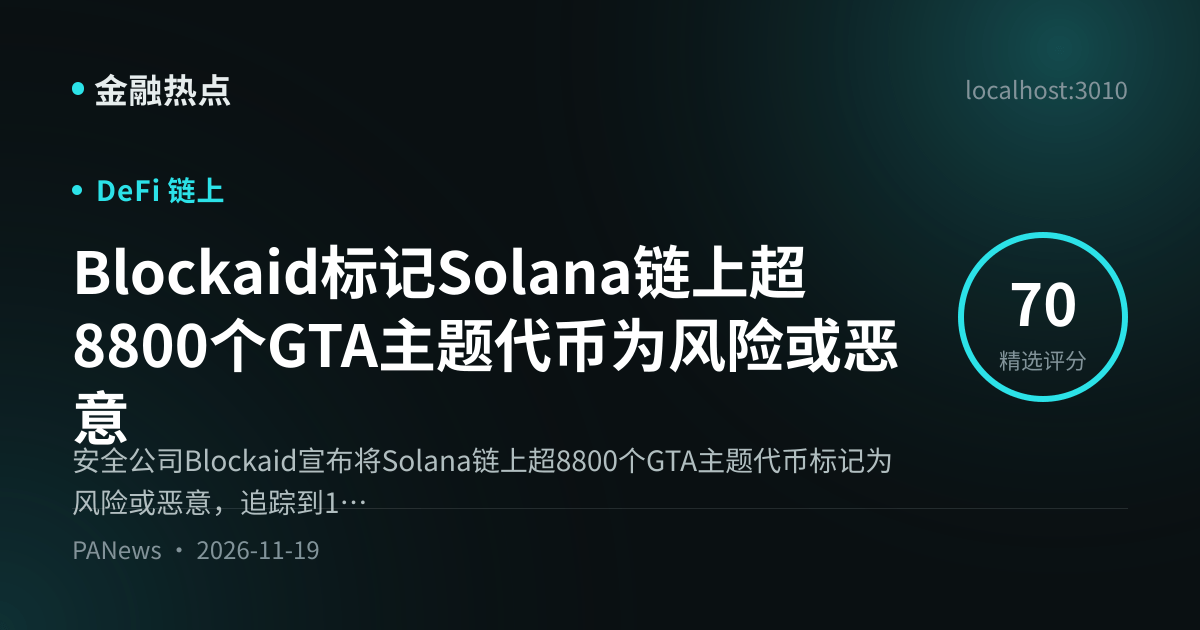 金融热点
localhost:3010
DeFi 链上
Blockaid标记Solana链上超
8800个GTA主题代币为风险或恶
意
70
精选评分
安全公司Blockaid宣布将Solana链上超8800个GTA主题代币标记为
风险或恶意，追踪到1…
PANews • 2026-11-19